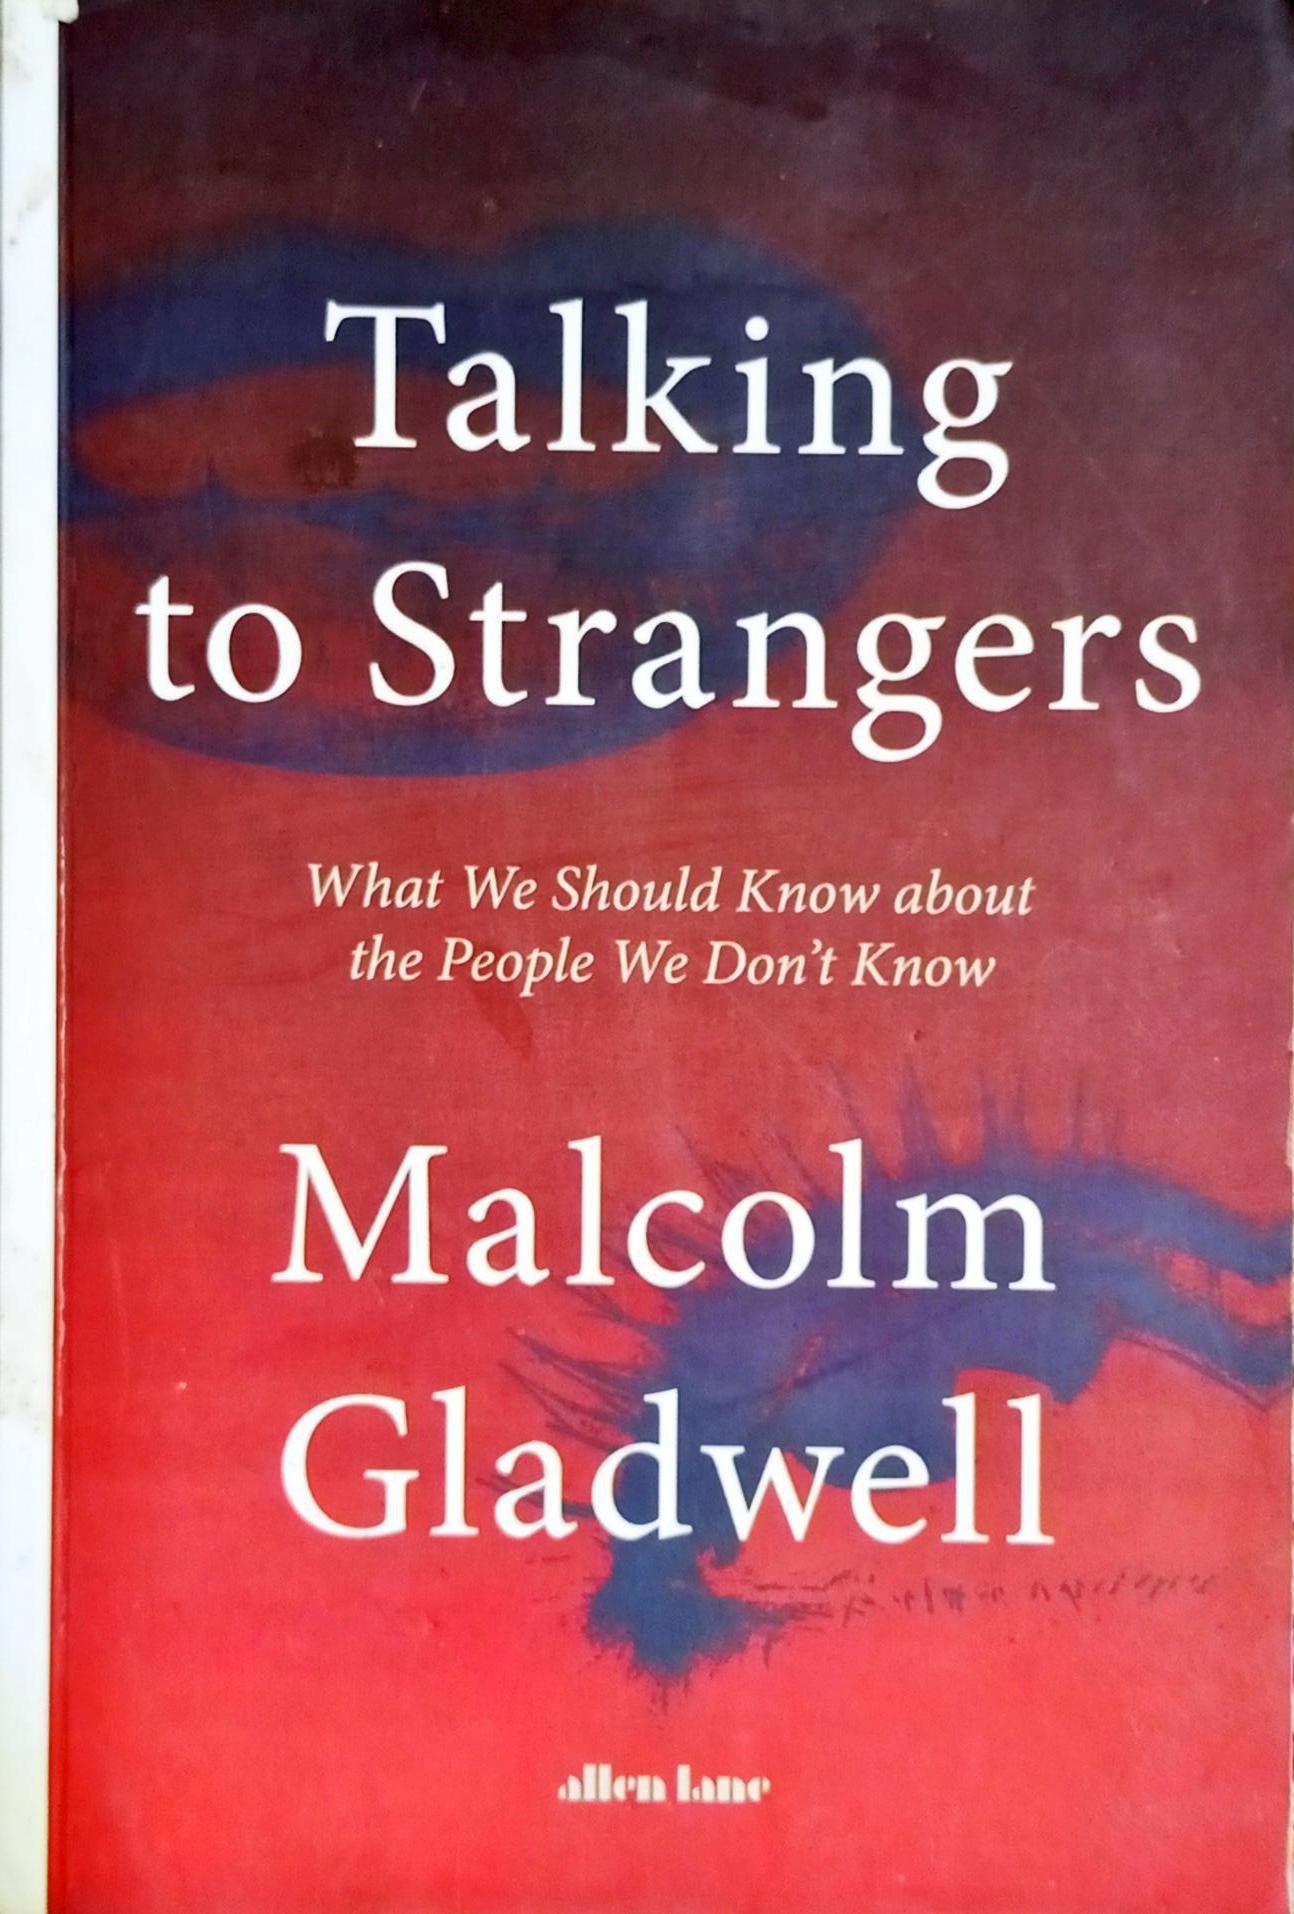 Talking
to Strangers
What We Should Know about
the People We Don't Know
Malcolm
Gladwell
allen lane